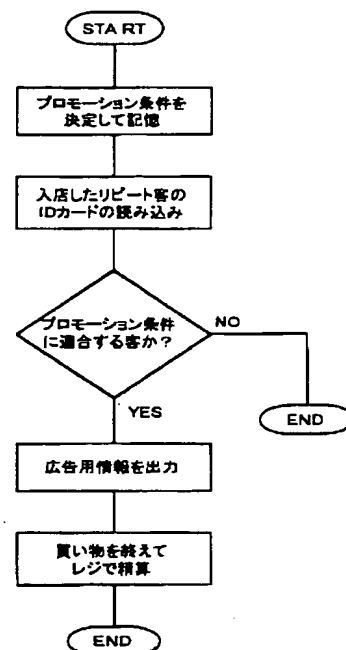 START
プロモーション条件を
決定して記憶
入店したリピート客の
IDカードの読み込み
プロモーション条件
に適合する客か？
NO
YES
END
広告用情報を出力
買い物を終えて
レジで精算
END